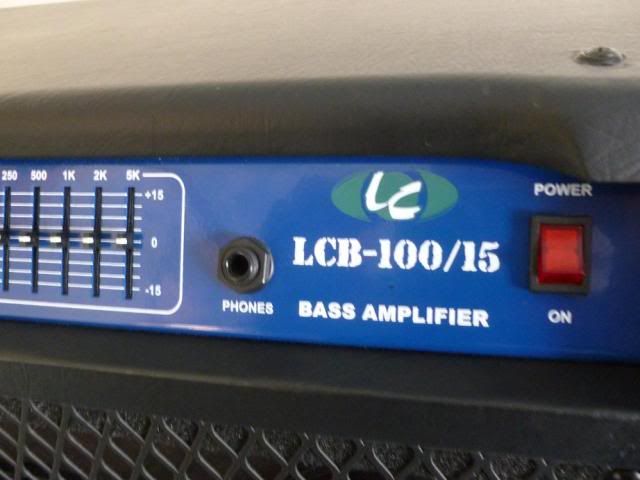 250 500 1K 2K 5K
+15
0
-15
PHONES
LC
LCB-100/15
BASS AMPLIFIER
POWER
ON